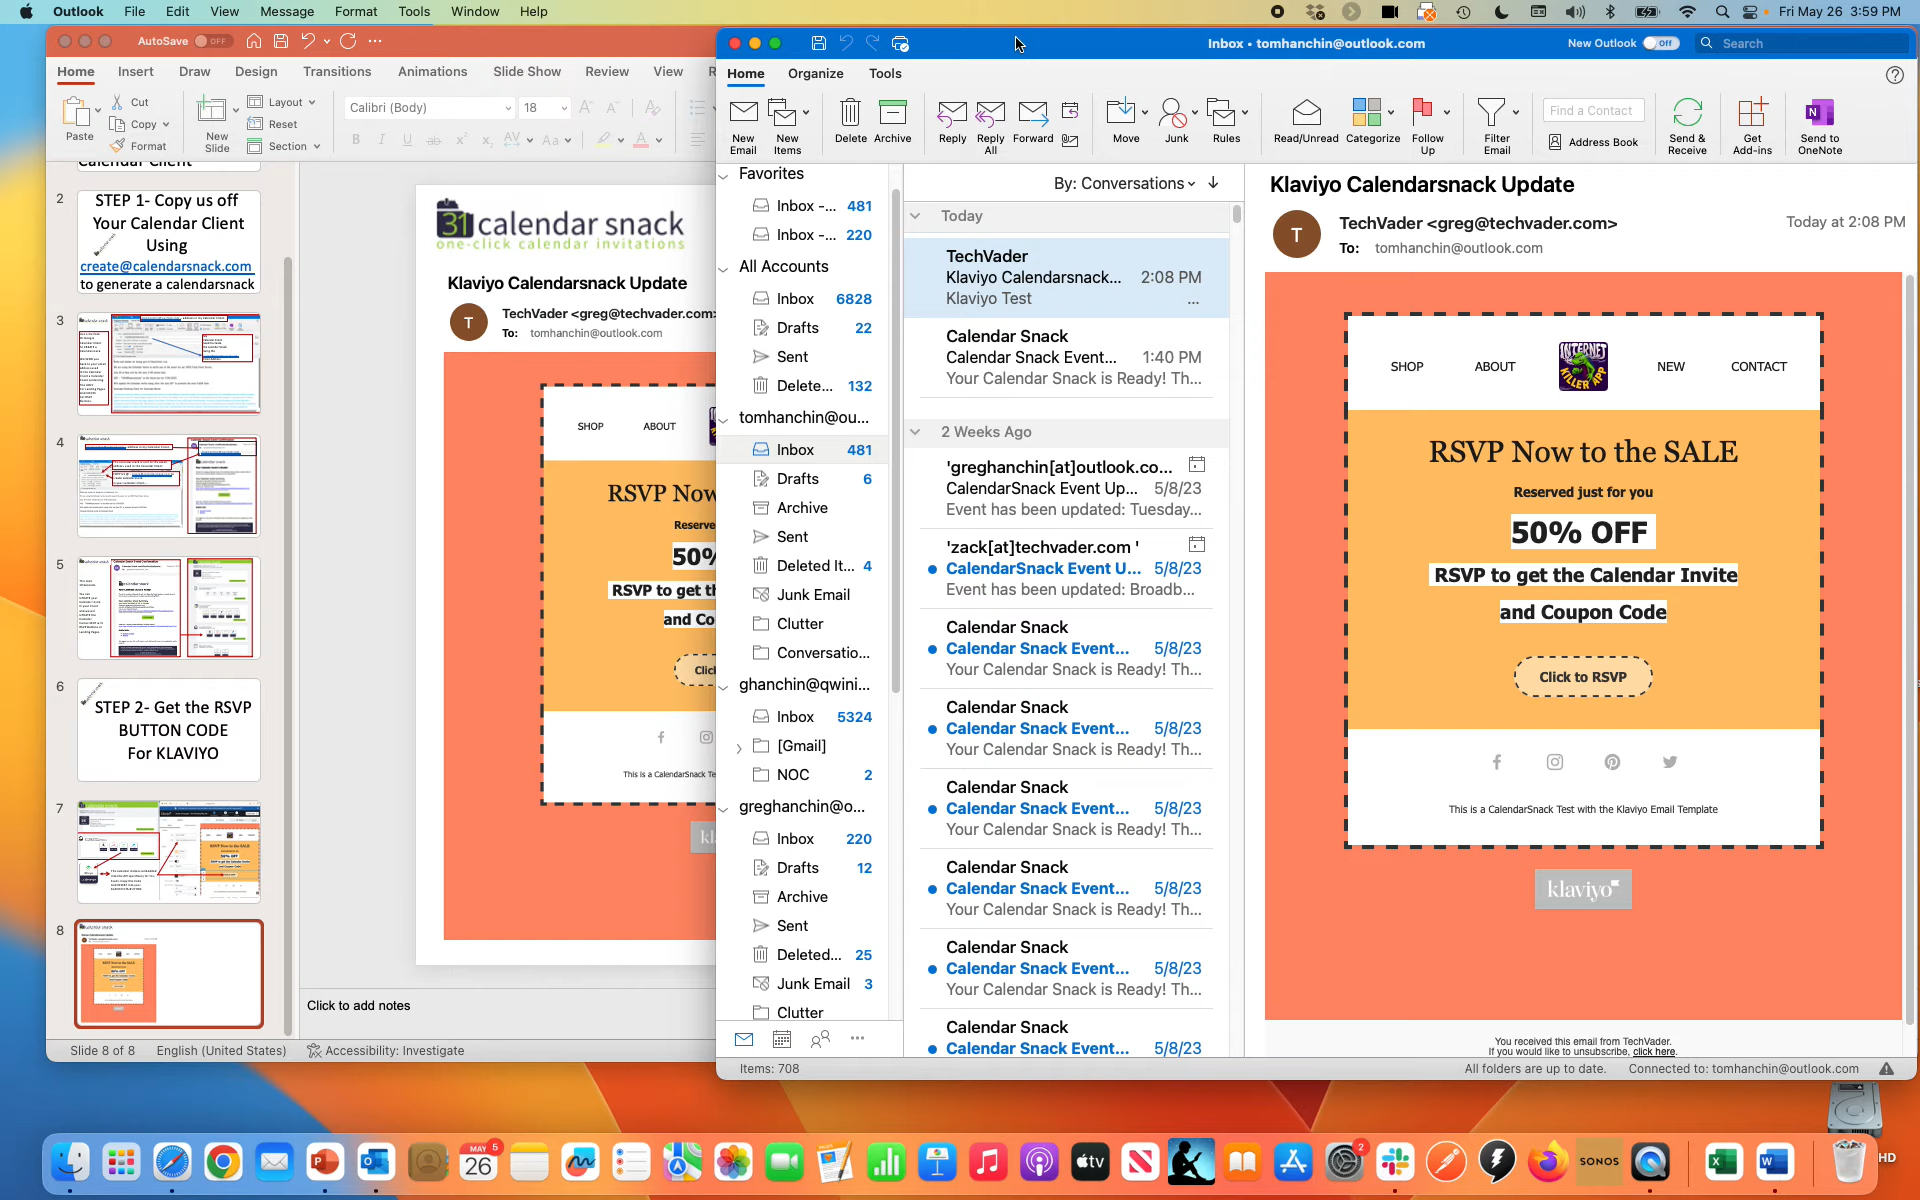 Outlook File Edit View Message Format Tools Window Help
Fri May 26 3:59 PM
AutoSave OFF
Home Insert Draw Design Transitions Animations Slide Show Review View
Paste
Cut
Copy
Format
New Slide
Layout
Reset
Section
Calibri (Body) 18
Calendar Client
2
STEP 1- Copy us off
Your Calendar Client
Using
create@calendarsnack.com
to generate a calendarsnack
3
4
5
6
STEP 2- Get the RSVP
BUTTON CODE
For KLAVIYO
7
8
31 calendar snack
one-click calendar invitations
Klaviyo Calendarsnack Update
T
TechVader <greg@techvader.com>
To: tomhanchin@outlook.com
SHOP ABOUT
RSVP Now
Reserve
50%
RSVP to get th
and Co
Clic
This is a CalendarSnack Te
kl
Click to add notes
Slide 8 of 8 English (United States) Accessibility: Investigate
Inbox • tomhanchin@outlook.com
New Outlook Off
Search
Home Organize Tools
New Email
New Items
Delete
Archive
Reply
Reply All
Forward
Move
Junk
Rules
Read/Unread
Categorize
Follow Up
Filter Email
Find a Contact
Address Book
Send & Receive
Get Add-ins
Send to OneNote
Favorites
Inbox -... 481
Inbox -... 220
All Accounts
Inbox 6828
Drafts 22
Sent
Delete... 132
tomhanchin@ou...
Inbox 481
Drafts 6
Archive
Sent
Deleted It... 4
Junk Email
Clutter
Conversatio...
ghanchin@qwini...
Inbox 5324
[Gmail]
NOC 2
greghanchin@o...
Inbox 220
Drafts 12
Archive
Sent
Deleted... 25
Junk Email 3
Clutter
Items: 708
By: Conversations
Today
TechVader
Klaviyo Calendarsnack... 2:08 PM
Klaviyo Test ...
Calendar Snack
Calendar Snack Event... 1:40 PM
Your Calendar Snack is Ready! Th...
2 Weeks Ago
'greghanchin[at]outlook.co...
CalendarSnack Event Up... 5/8/23
Event has been updated: Tuesday...
'zack[at]techvader.com '
CalendarSnack Event U... 5/8/23
Event has been updated: Broadb...
Calendar Snack
Calendar Snack Event... 5/8/23
Your Calendar Snack is Ready! Th...
Calendar Snack
Calendar Snack Event... 5/8/23
Your Calendar Snack is Ready! Th...
Calendar Snack
Calendar Snack Event... 5/8/23
Your Calendar Snack is Ready! Th...
Calendar Snack
Calendar Snack Event... 5/8/23
Your Calendar Snack is Ready! Th...
Calendar Snack
Calendar Snack Event... 5/8/23
Your Calendar Snack is Ready! Th...
Calendar Snack
Calendar Snack Event... 5/8/23
Klaviyo Calendarsnack Update
T
TechVader <greg@techvader.com>
Today at 2:08 PM
To: tomhanchin@outlook.com
SHOP ABOUT INTERNET KILLER APP NEW CONTACT
RSVP Now to the SALE
Reserved just for you
50% OFF
RSVP to get the Calendar Invite
and Coupon Code
Click to RSVP
This is a CalendarSnack Test with the Klaviyo Email Template
klaviyo
You received this email from TechVader.
If you would like to unsubscribe, click here.
All folders are up to date. Connected to: tomhanchin@outlook.com
MAY 26
5
tv
2
SONOS
HD